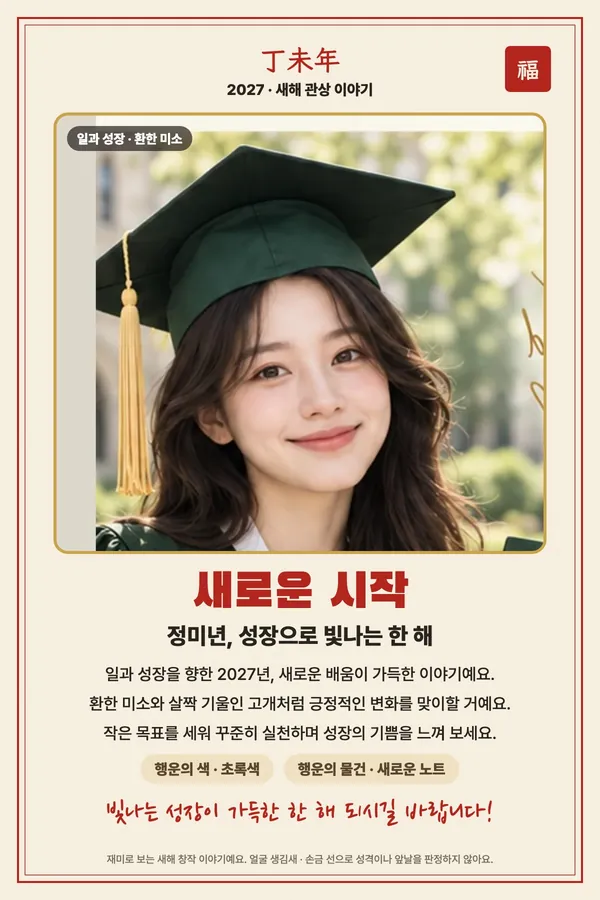 丁未年
福
2027 · 새해 관상 이야기
일과 성장 · 환한 미소
새로운 시작
정미년, 성장으로 빛나는 한 해
일과 성장을 향한 2027년, 새로운 배움이 가득한 이야기예요.
환한 미소와 살짝 기울인 고개처럼 긍정적인 변화를 맞이할 거예요.
작은 목표를 세워 꾸준히 실천하며 성장의 기쁨을 느껴 보세요.
행운의 색 · 초록색
행운의 물건 · 새로운 노트
빛나는 성장이 가득한 한 해 되시길 바랍니다!
재미로 보는 새해 창작 이야기예요. 얼굴 생김새 · 손금 선으로 성격이나 앞날을 판정하지 않아요.